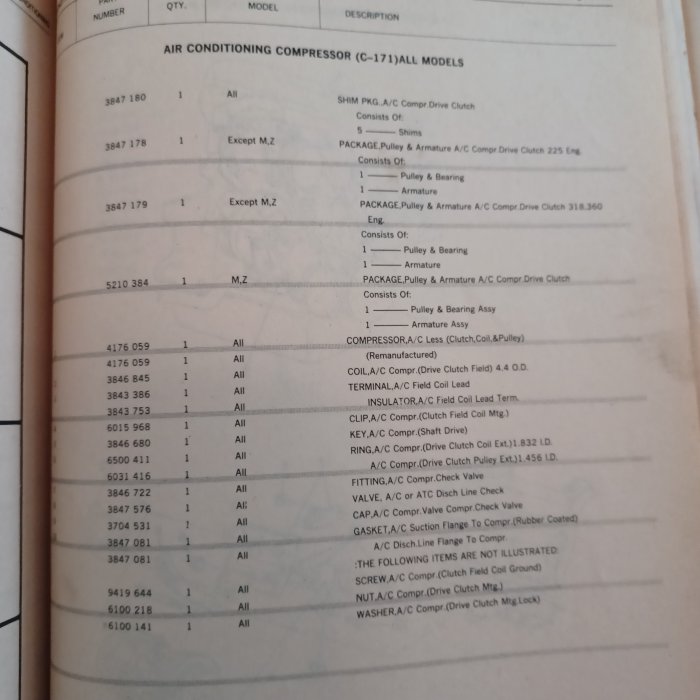 NUMBER QTY. MODEL DESCRIPTION
AIR CONDITIONING COMPRESSOR (C-171)ALL MODELS
3847 180 1 All SHIM PKG.,A/C Compr.Drive Clutch
Consists Of:
5 ——— Shims
3847 178 1 Except M,Z PACKAGE,Pulley & Armature A/C Compr.Drive Clutch 225 Eng.
Consists Of:
1 ——— Pulley & Bearing
1 ——— Armature
3847 179 1 Except M,Z PACKAGE,Pulley & Armature A/C Compr.Drive Clutch 318,360
Eng.
Consists Of:
1 ——— Pulley & Bearing
1 ——— Armature
5210 384 1 M,Z PACKAGE,Pulley & Armature A/C Compr.Drive Clutch
Consists Of:
1 ——— Pulley & Bearing Assy
1 ——— Armature Assy
4176 059 1 All COMPRESSOR,A/C Less (Clutch,Coil,&Pulley)
4176 059 1 All (Remanufactured)
3846 845 1 All COIL,A/C Compr.(Drive Clutch Field) 4.4 O.D.
3843 386 1 All TERMINAL,A/C Field Coil Lead
3843 753 1 All INSULATOR,A/C Field Coil Lead Term.
6015 968 1 All CLIP,A/C Compr.(Clutch Field Coil Mtg.)
3846 680 1 All KEY,A/C Compr.(Shaft Drive)
6500 411 1 All RING,A/C Compr.(Drive Clutch Coil Ext.)1.832 I.D.
6031 416 1 All A/C Compr.(Drive Clutch Pulley Ext.)1.456 I.D.
3846 722 1 All FITTING,A/C Compr.Check Valve
3847 576 1 All VALVE, A/C or ATC Disch Line Check
3704 531 1 All CAP,A/C Compr.Valve Compr.Check Valve
3847 081 1 All GASKET,A/C Suction Flange To Compr.(Rubber Coated)
3847 081 1 All A/C Disch.Line Flange To Compr.
:THE FOLLOWING ITEMS ARE NOT ILLUSTRATED:
9419 644 1 All SCREW,A/C Compr.(Clutch Field Coil Ground)
6100 218 1 All NUT,A/C Compr.(Drive Clutch Mtg.)
6100 141 1 All WASHER,A/C Compr.(Drive Clutch Mtg.Lock)